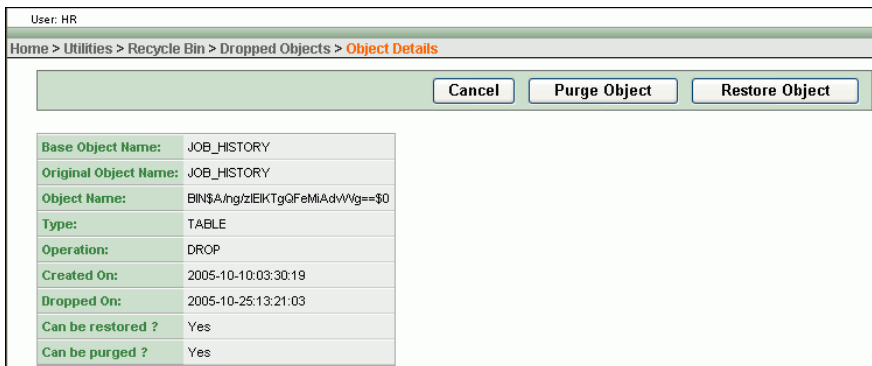 User: HR
Home > Utilities > Recycle Bin > Dropped Objects > Object Details
Cancel Purge Object Restore Object
Base Object Name: JOB_HISTORY
Original Object Name: JOB_HISTORY
Object Name: BIN$A/ng/zlElKTgQFeMiAdvWg==$0
Type: TABLE
Operation: DROP
Created On: 2005-10-10:03:30:19
Dropped On: 2005-10-25:13:21:03
Can be restored ? Yes
Can be purged ? Yes